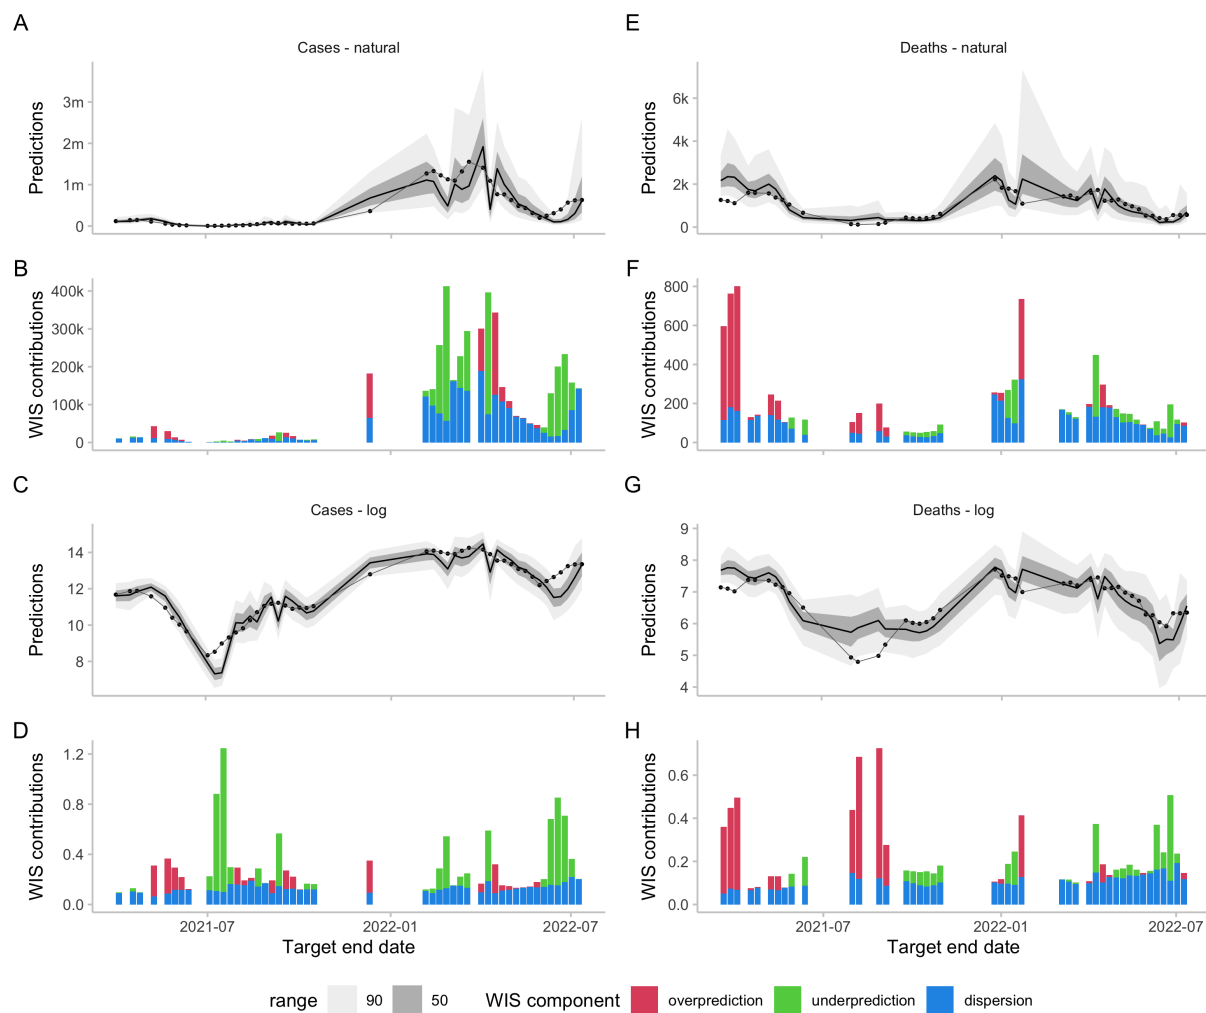 A
Cases - natural
Predictions
3m
2m
1m
0
B
WIS contributions
400k
300k
200k
100k
0
C
Cases - log
Predictions
14
12
10
8
D
WIS contributions
1.2
0.8
0.4
0.0
2021-07
2022-01
2022-07
Target end date
E
Deaths - natural
Predictions
6k
4k
2k
0
F
WIS contributions
800
600
400
200
0
G
Deaths - log
Predictions
9
8
7
6
5
4
H
WIS contributions
0.6
0.4
0.2
0.0
2021-07
2022-01
2022-07
Target end date
range 90 50 WIS component overprediction underprediction dispersion